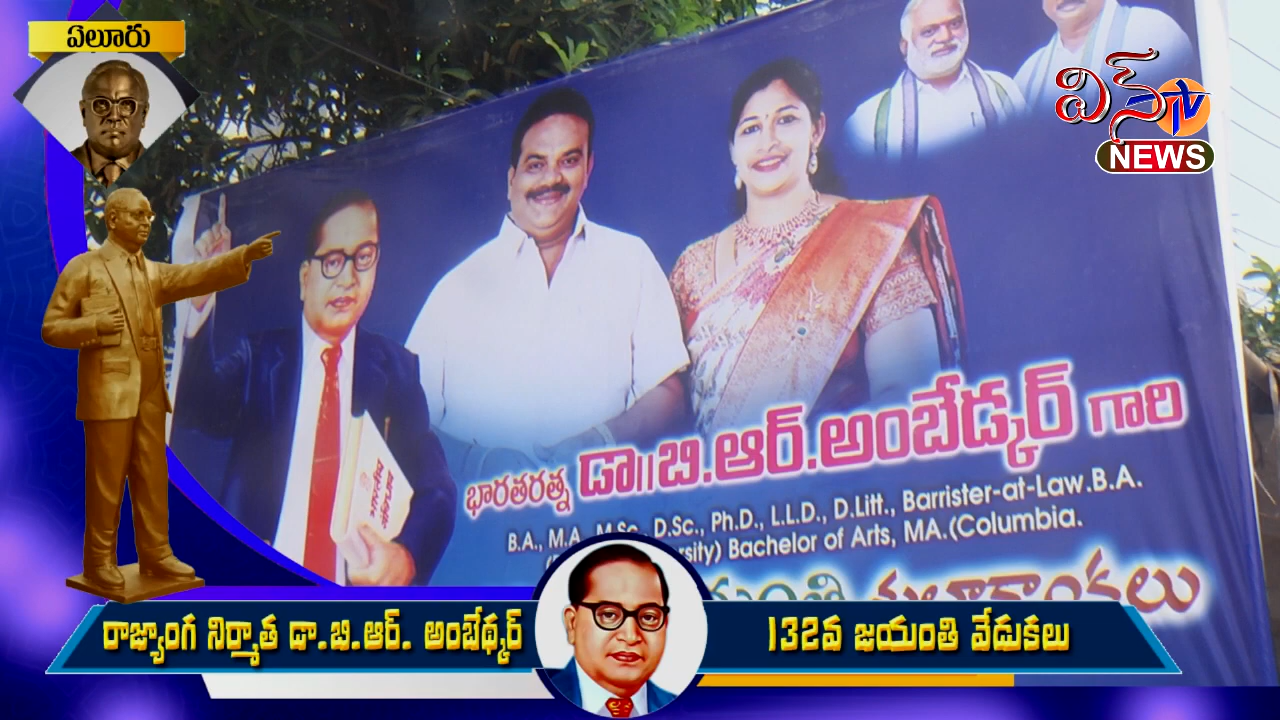 ఏలూరు
విన్ TV
NEWS
భారతరత్న డా॥బి.ఆర్.అంబేడ్కర్ గారి
B.A., M.A., M.Sc., D.Sc., Ph.D., L.L.D., D.Litt., Barrister-at-Law.B.A.
Bachelor of Arts, MA.(Columbia.
శుభాకాంక్షలు
भारतीय
संविधान
రాజ్యాంగ నిర్మాత డా.బి.ఆర్. అంబేథ్కర్
132వ జయంతి వేడుకలు